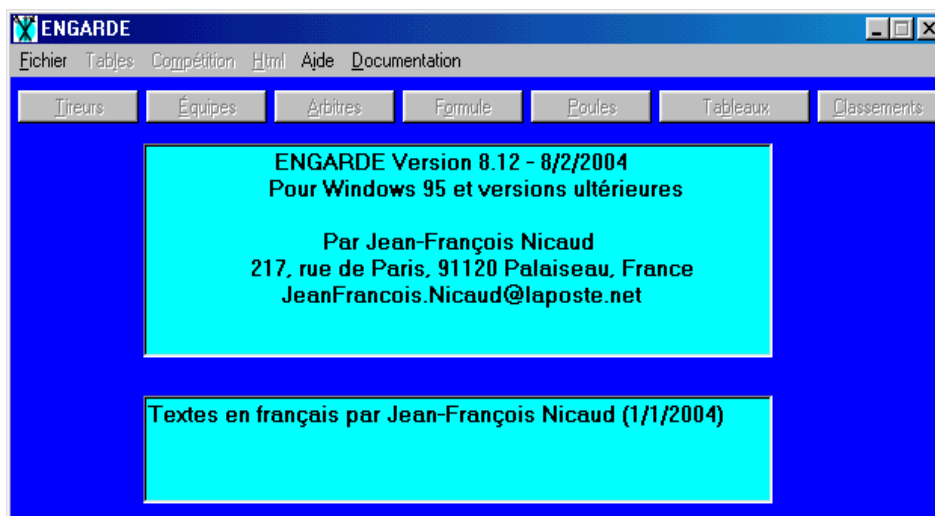 ENGARDE
Fichier Tables Compétition Html Aide Documentation
Tireurs Équipes Arbitres Formule Poules Tableaux Classements
ENGARDE Version 8.12 - 8/2/2004
Pour Windows 95 et versions ultérieures
Par Jean-François Nicaud
217, rue de Paris, 91120 Palaiseau, France
JeanFrancois.Nicaud@laposte.net
Textes en français par Jean-François Nicaud (1/1/2004)